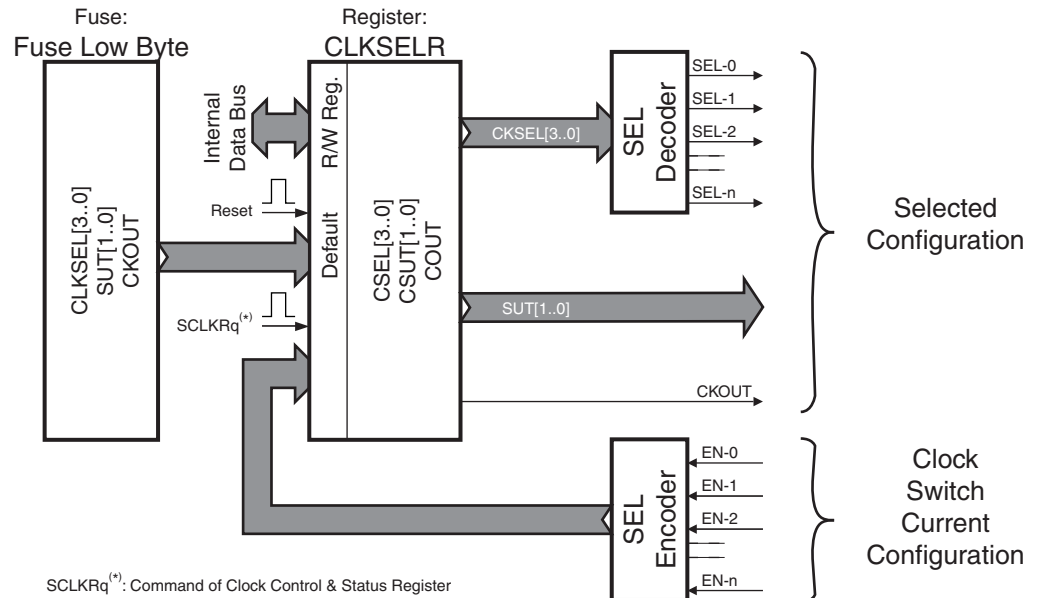 Fuse:
Fuse Low Byte
Register:
CLKSELR
CLKSEL[3..0]
SUT[1..0]
CKOUT
Internal
Data Bus
Reset
SCLKRq(*)
R/W Reg.
Default
CSEL[3..0]
CSUT[1..0]
COUT
CKSEL[3..0]
SUT[1..0]
CKOUT
SEL
Decoder
SEL-0
SEL-1
SEL-2
SEL-n
Selected
Configuration
SEL
Encoder
EN-0
EN-1
EN-2
EN-n
Clock
Switch
Current
Configuration
SCLKRq(*): Command of Clock Control & Status Register